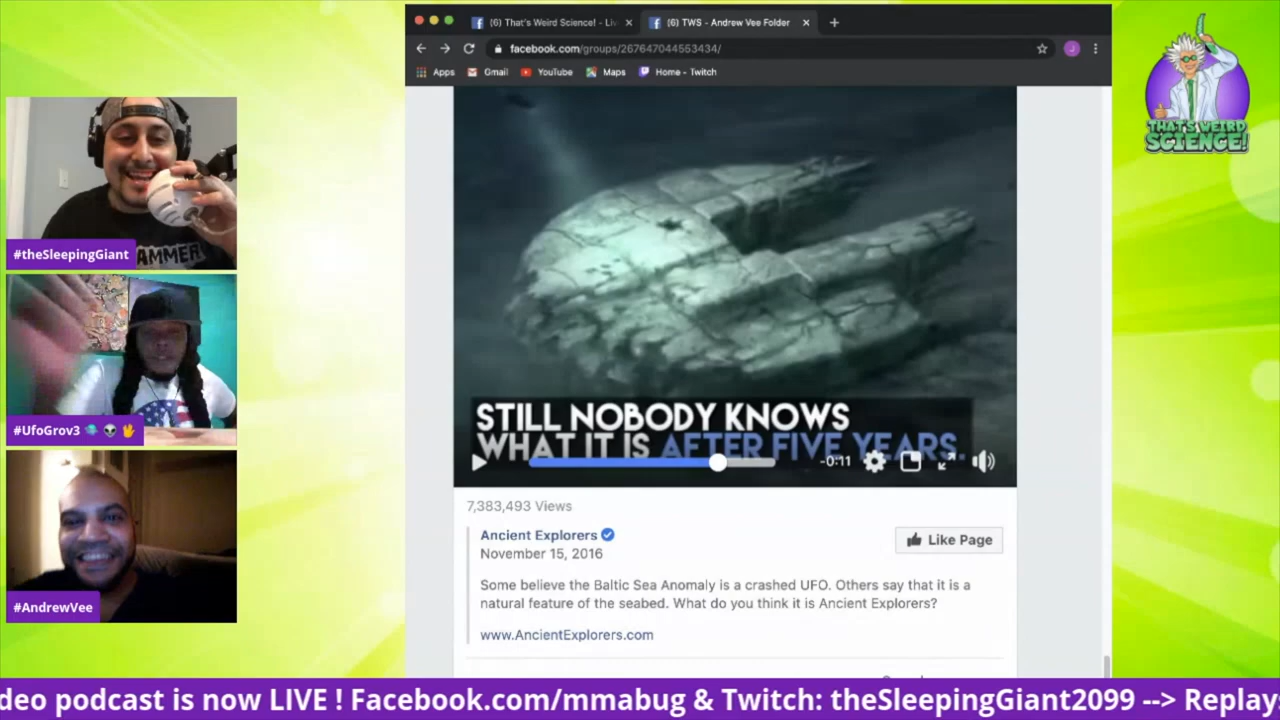 (6) That's Weird Science! - Li
(6) TWS - Andrew Vee Folder
facebook.com/groups/267647044553434/
J
Apps
Gmail
YouTube
Maps
Home - Twitch
THAT'S WEIRD
SCIENCE!
#theSleepingGiant
#UfoGrov3
#AndrewVee
STILL NOBODY KNOWS
WHAT IT IS AFTER FIVE YEARS.
-0:11
7,383,493 Views
Ancient Explorers
November 15, 2016
Like Page
Some believe the Baltic Sea Anomaly is a crashed UFO. Others say that it is a
natural feature of the seabed. What do you think it is Ancient Explorers?
www.AncientExplorers.com
deo podcast is now LIVE ! Facebook.com/mmabug & Twitch: theSleepingGiant2099 --> Replays